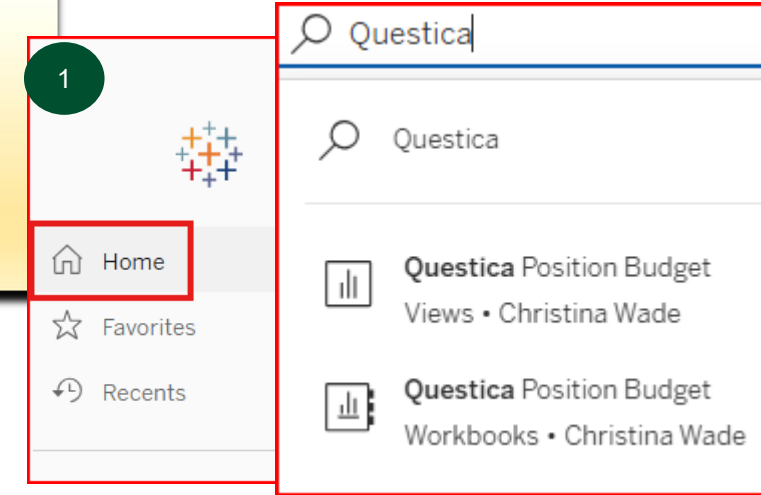 1
Home
Favorites
Recents
Questica
Questica
Questica Position Budget
Views • Christina Wade
Questica Position Budget
Workbooks • Christina Wade